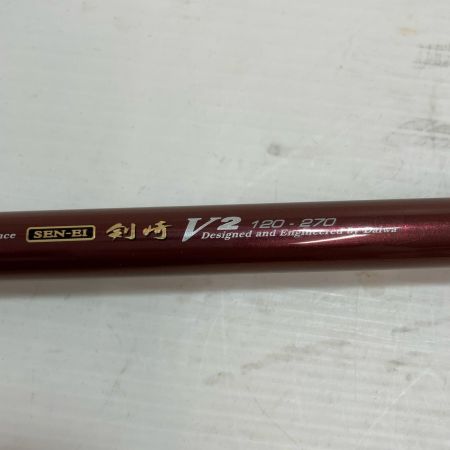 SEN-EI 剣崎 V2 120-270
Designed and Engineered by Daiwa